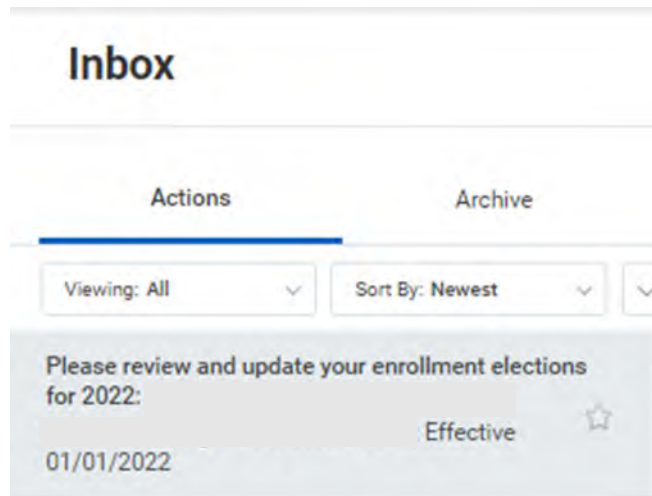 Inbox
Actions Archive
Viewing: All Sort By: Newest
Please review and update your enrollment elections
for 2022:
Effective
01/01/2022